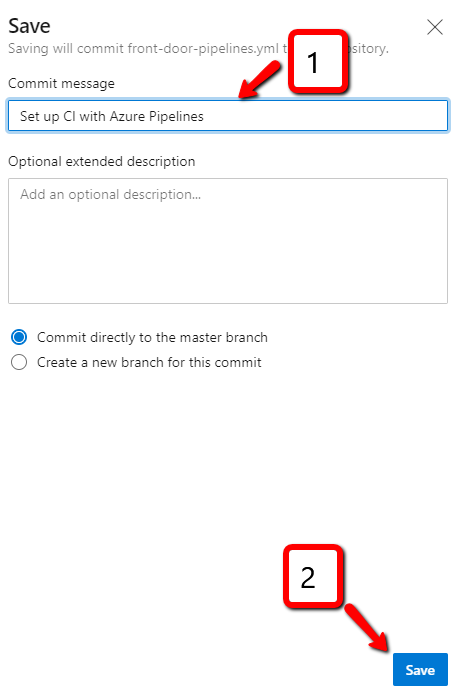 Save
Saving will commit front-door-pipelines.yml
1
Commit message
Set up CI with Azure Pipelines
Optional extended description
Add an optional description...
Commit directly to the master branch
Create a new branch for this commit
2
Save